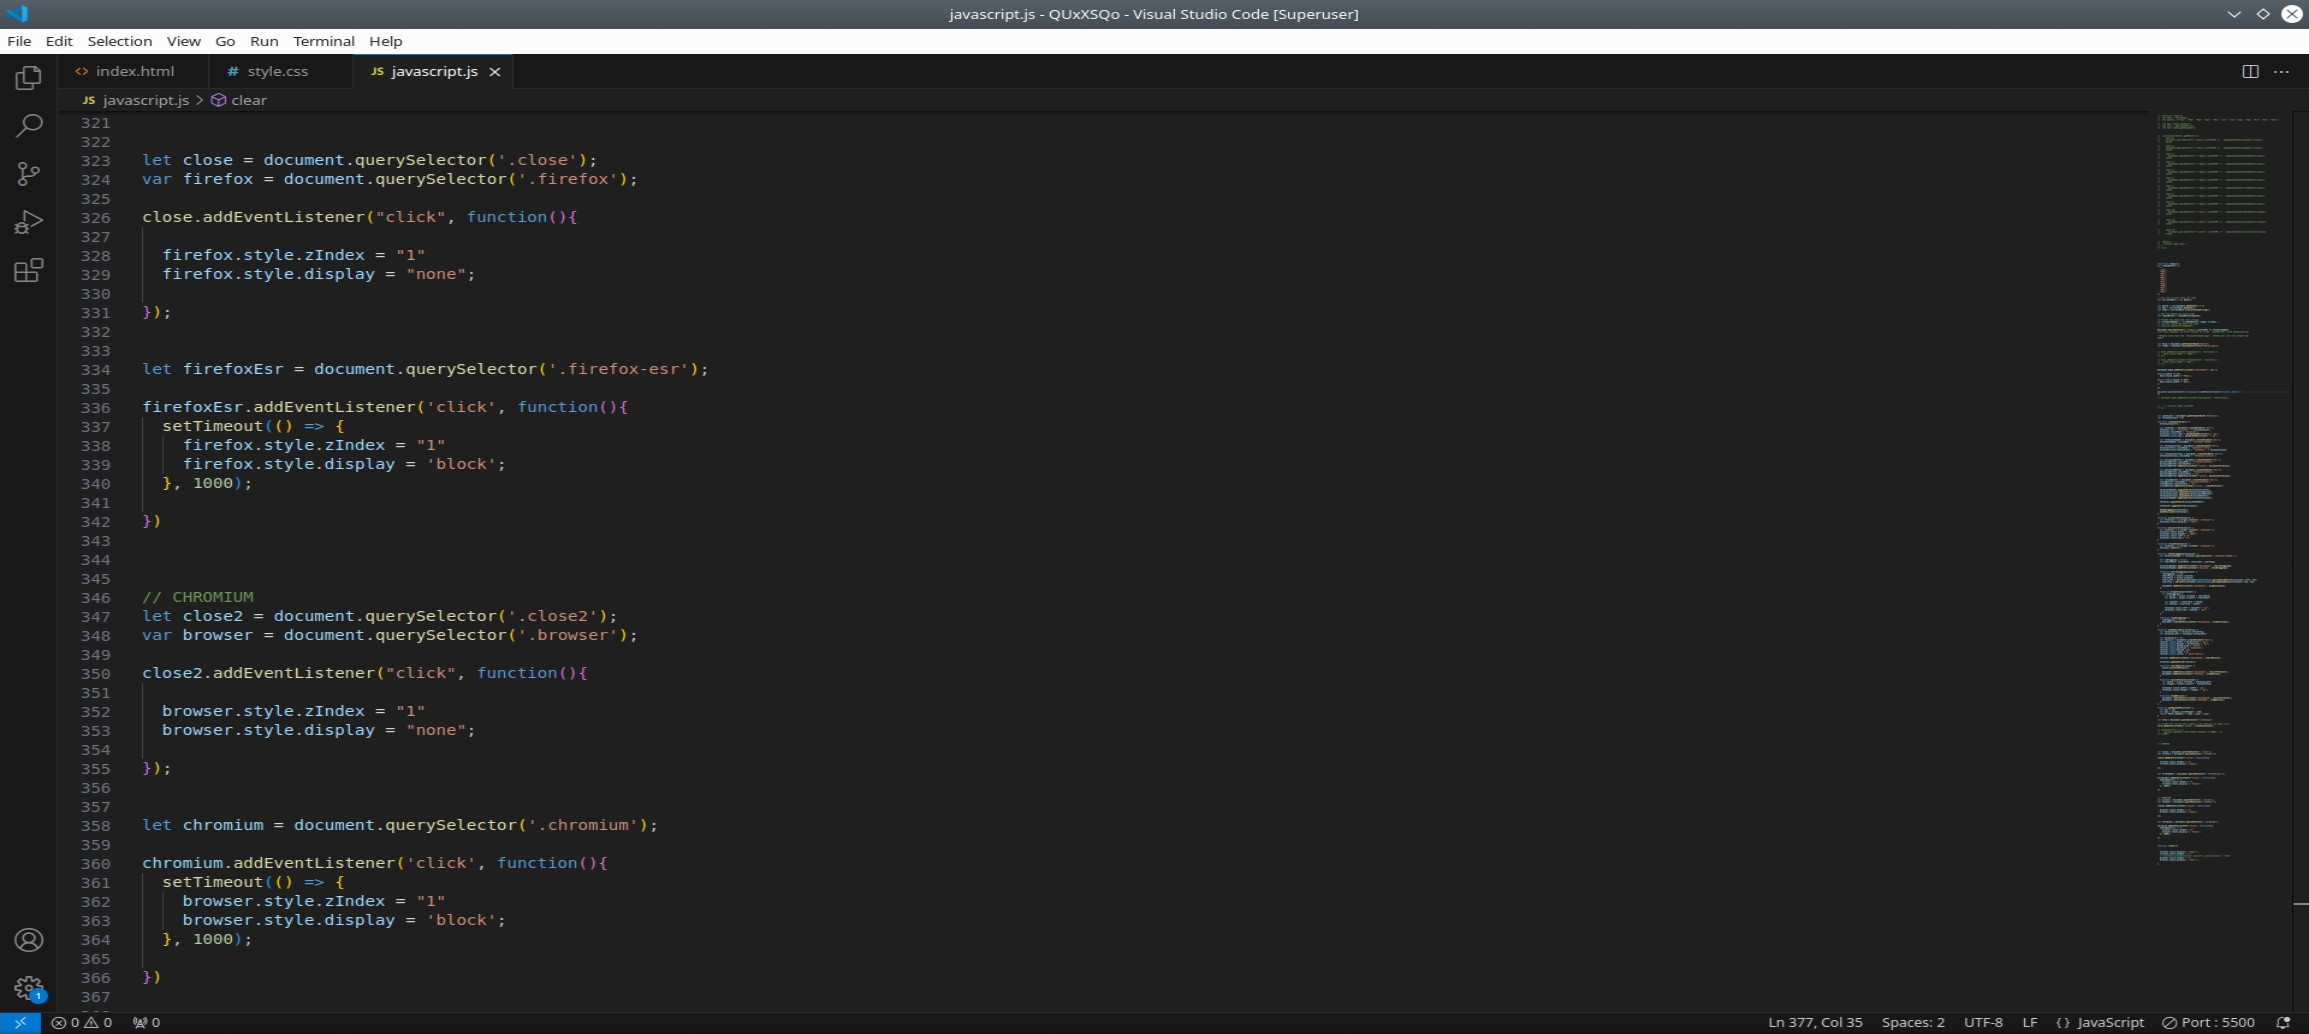 javascript.js - QUxXSQo - Visual Studio Code [Superuser]
File Edit Selection View Go Run Terminal Help
<> index.html # style.css JS javascript.js
JS javascript.js > clear
321
322
323 let close = document.querySelector('.close');
324 var firefox = document.querySelector('.firefox');
325
326 close.addEventListener("click", function(){
327
328   firefox.style.zIndex = "1"
329   firefox.style.display = "none";
330
331 });
332
333
334 let firefoxEsr = document.querySelector('.firefox-esr');
335
336 firefoxEsr.addEventListener('click', function(){
337   setTimeout(() => {
338     firefox.style.zIndex = "1"
339     firefox.style.display = 'block';
340   }, 1000);
341
342 })
343
344
345
346 // CHROMIUM
347 let close2 = document.querySelector('.close2');
348 var browser = document.querySelector('.browser');
349
350 close2.addEventListener("click", function(){
351
352   browser.style.zIndex = "1"
353   browser.style.display = "none";
354
355 });
356
357
358 let chromium = document.querySelector('.chromium');
359
360 chromium.addEventListener('click', function(){
361   setTimeout(() => {
362     browser.style.zIndex = "1"
363     browser.style.display = 'block';
364   }, 1000);
365
366 })
367
1
0 0 0 Ln 377, Col 35 Spaces: 2 UTF-8 LF {} JavaScript Port : 5500